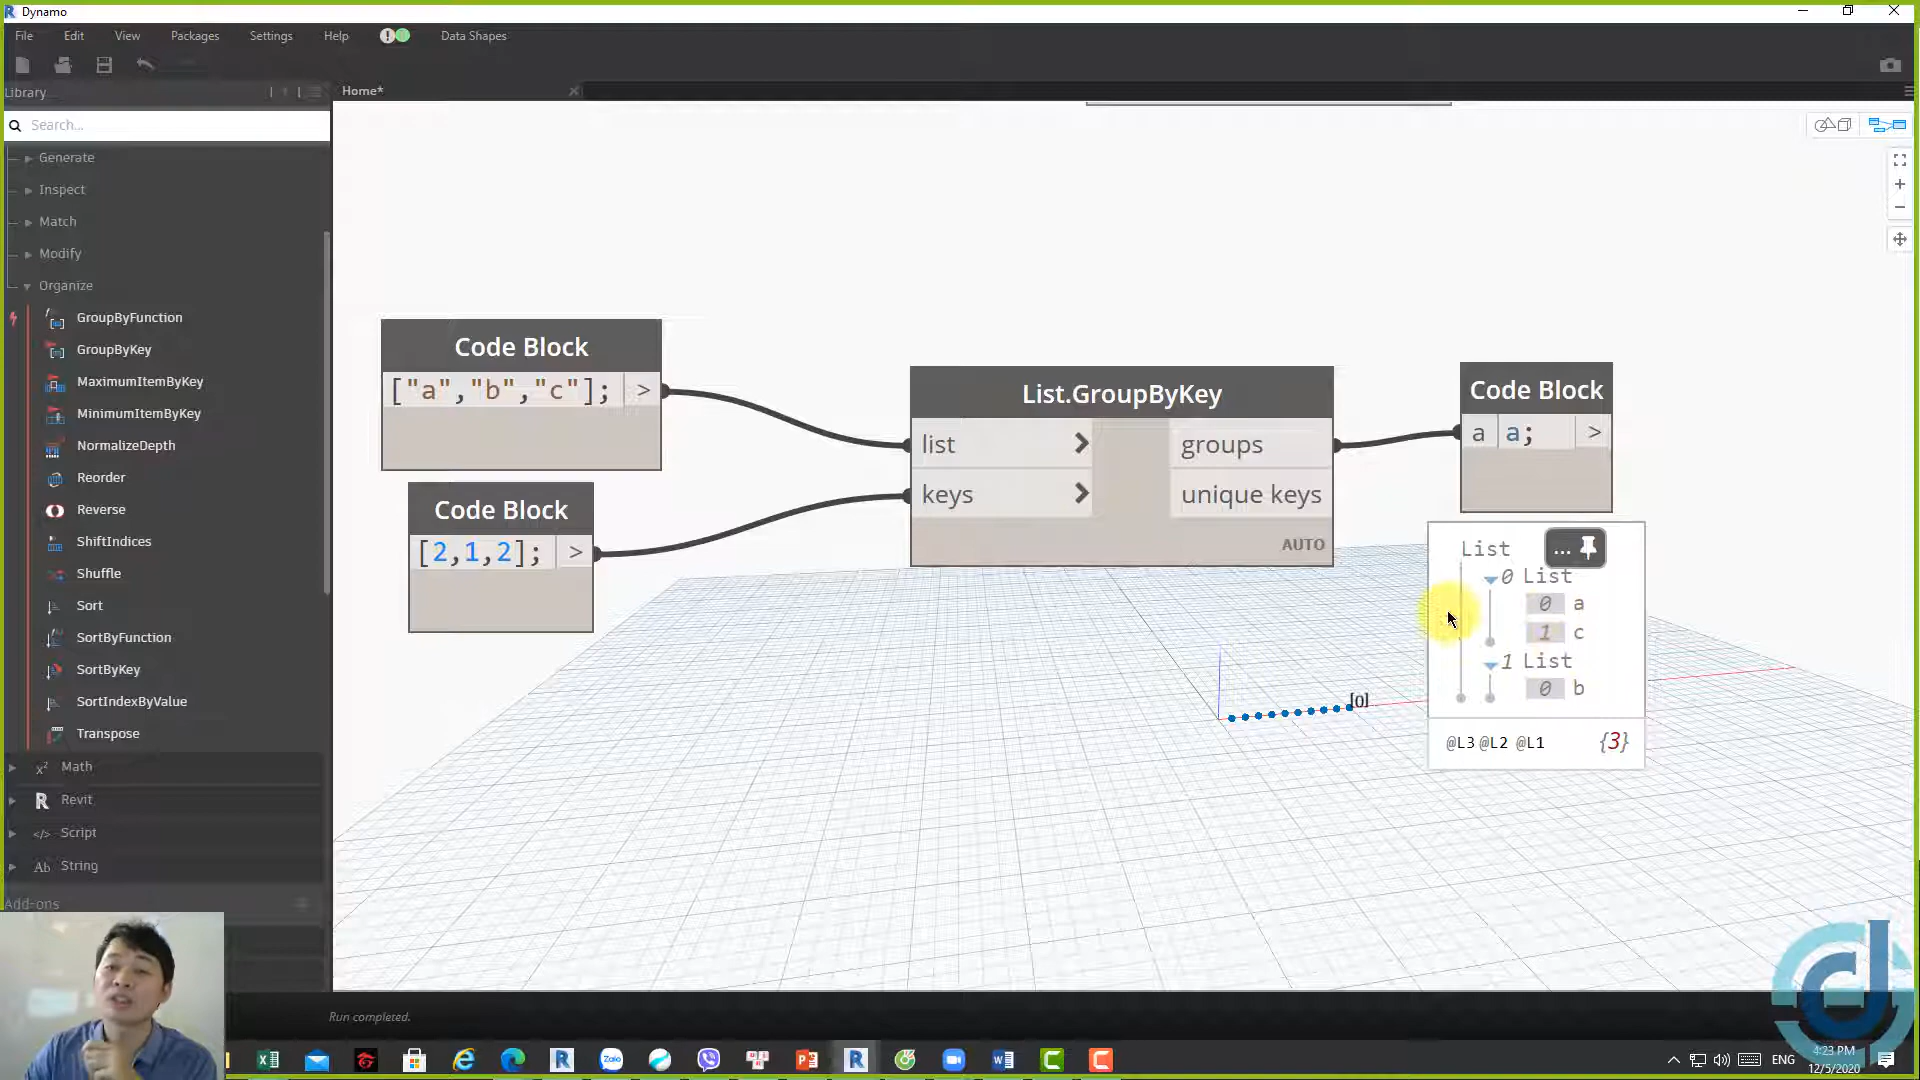 Dynamo
File Edit View Packages Settings Help Data Shapes
Library
Home*
Search...
Generate
Inspect
Match
Modify
Organize
GroupByFunction
GroupByKey
MaximumItemByKey
MinimumItemByKey
NormalizeDepth
Reorder
Reverse
ShiftIndices
Shuffle
Sort
SortByFunction
SortByKey
SortIndexByValue
Transpose
Math
Revit
Script
String
Add-ons
Code Block
["a","b","c"]; >
Code Block
[2,1,2]; >
List.GroupByKey
list > groups
keys > unique keys
AUTO
Code Block
a a; >
List ...
0 List
0 a
1 c
1 List
0 b
@L3 @L2 @L1 {3}
[0]
Run completed.
ENG
4:23 PM
12/5/2020